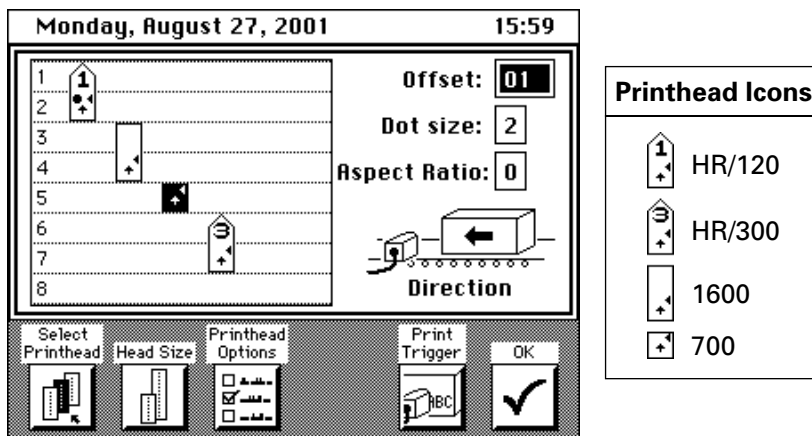 Monday, August 27, 2001 15:59
1
2
3
4
5
6
7
8
1
3
Offset: 01
Dot size: 2
Aspect Ratio: 0
Direction
Select
Printhead
Head Size
Printhead
Options
Print
Trigger
ABC
OK
Printhead Icons
1 HR/120
3 HR/300
1600
700